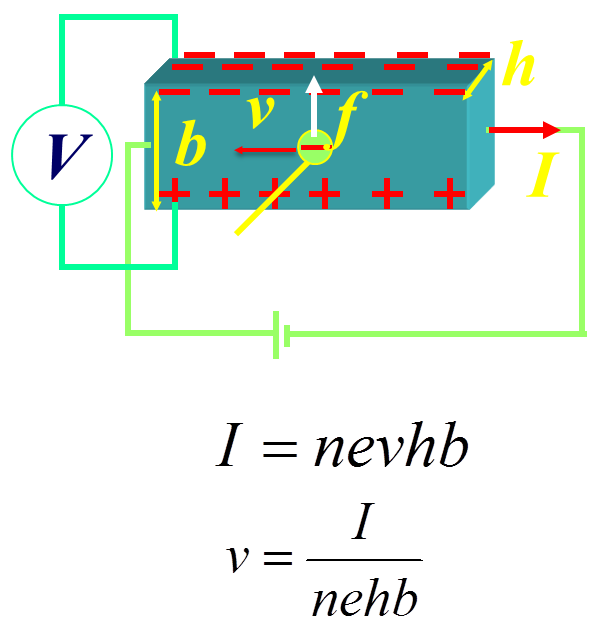 h
v f
V b
I
I = nevhb
v = I / nehb